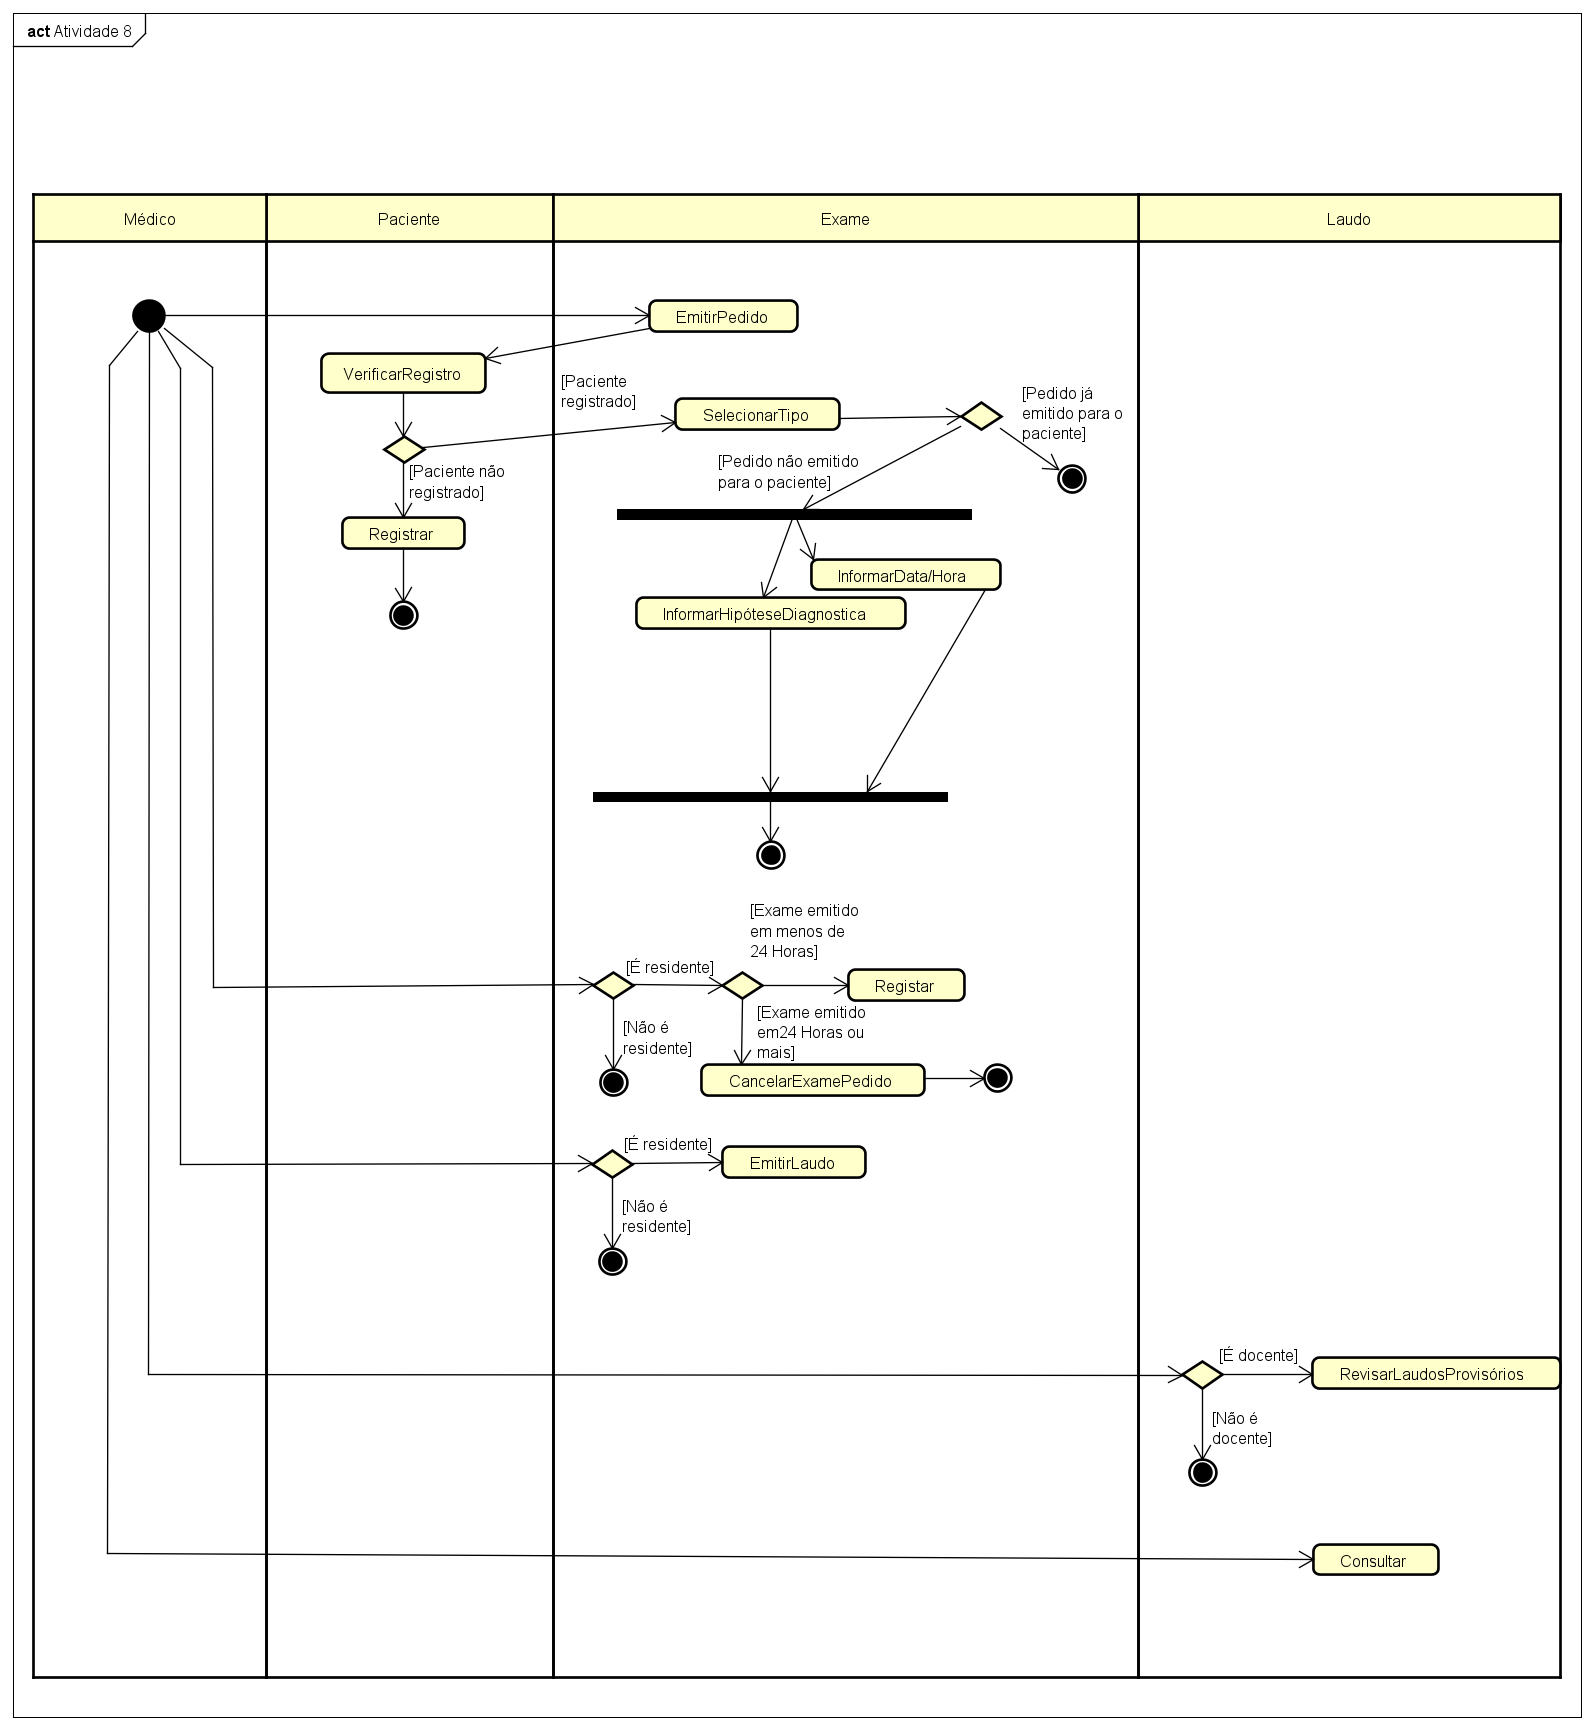 act Atividade 8
Médico
Paciente
Exame
Laudo
EmitirPedido
VerificarRegistro
[Paciente
registrado]
SelecionarTipo
[Pedido já
emitido para o
paciente]
[Paciente não
registrado]
[Pedido não emitido
para o paciente]
Registrar
InformarData/Hora
InformarHipóteseDiagnostica
[Exame emitido
em menos de
24 Horas]
[É residente]
Registar
[Não é
residente]
[Exame emitido
em24 Horas ou
mais]
CancelarExamePedido
[É residente]
EmitirLaudo
[Não é
residente]
[É docente]
RevisarLaudosProvisórios
[Não é
docente]
Consultar